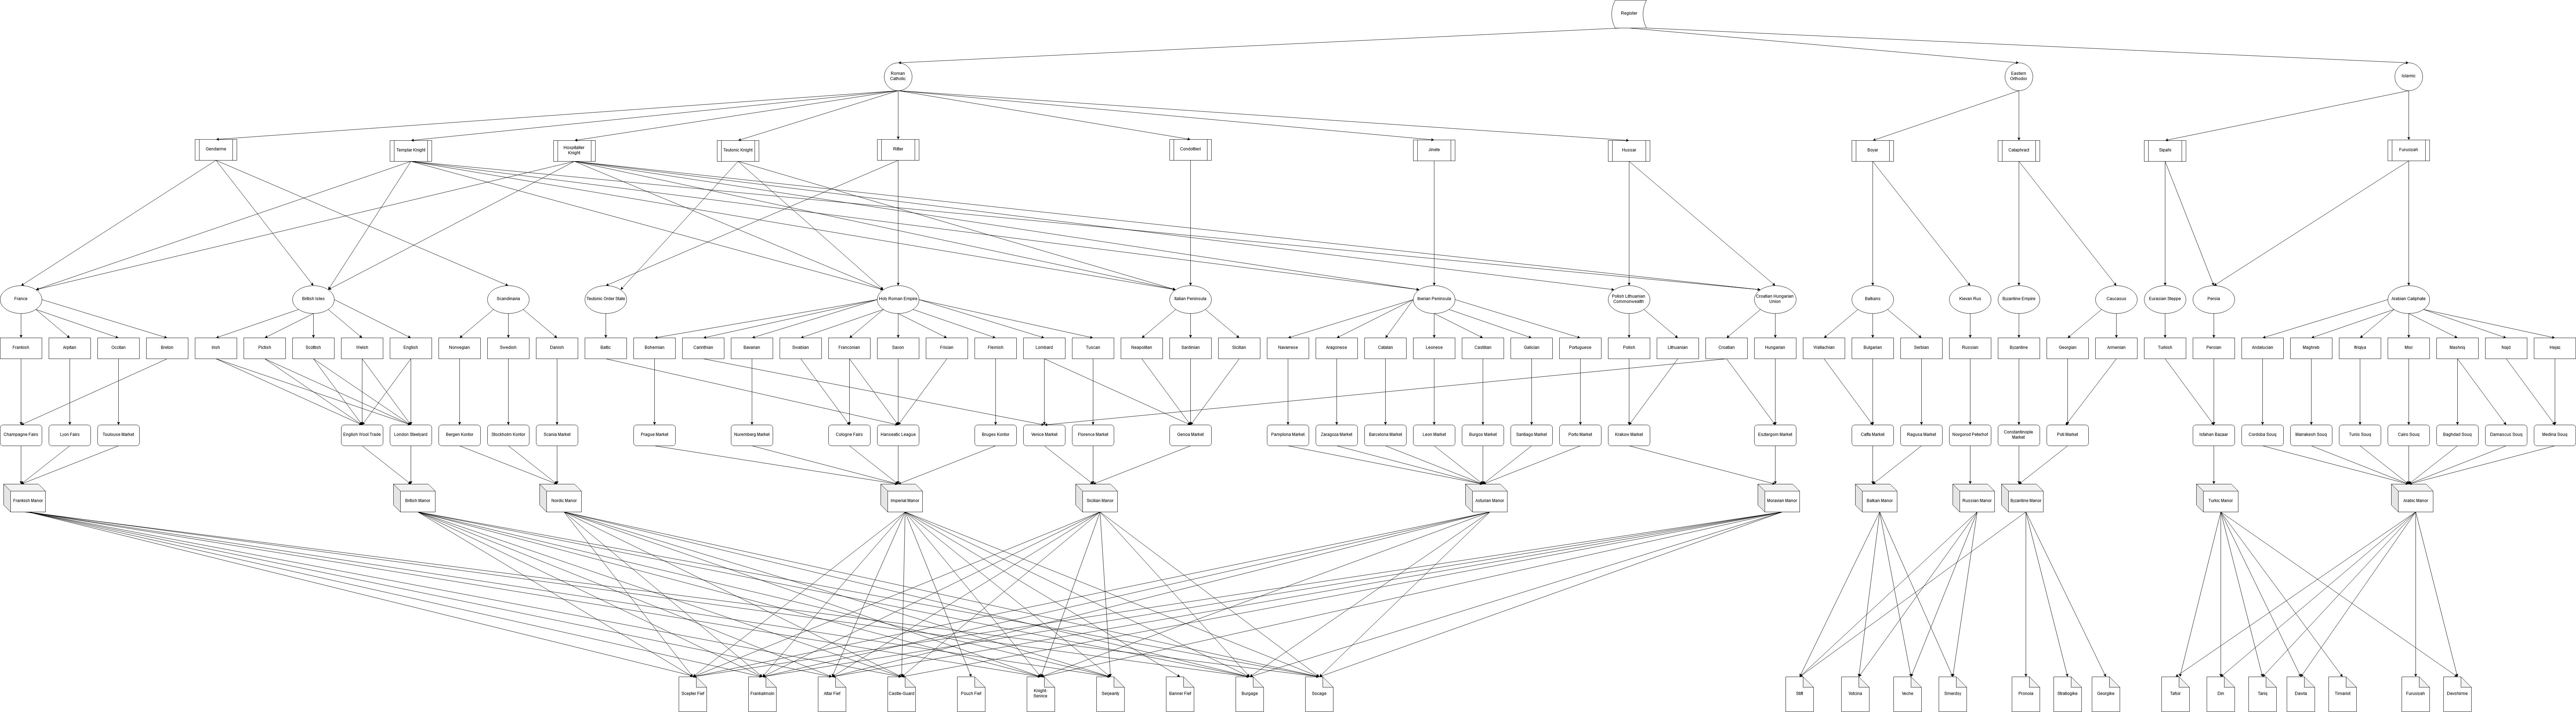 Register
Roman
Catholic
Eastern
Orthodox
Islamic
Gendarme
Templar Knight
Hospitaller
Knight
Teutonic Knight
Ritter
Condottieri
Jinete
Hussar
Boyar
Cataphract
Sipahi
Furusiyah
France
British Isles
Scandinavia
Teutonic Order State
Holy Roman Empire
Italian Peninsula
Iberian Peninsula
Polish Lithuanian
Commonwealth
Croatian Hungarian
Union
Balkans
Kievan Rus
Byzantine Empire
Caucasus
Eurasian Steppe
Persia
Arabian Caliphate
Frankish
Arpitan
Occitan
Breton
Irish
Pictish
Scottish
Welsh
English
Norwegian
Swedish
Danish
Baltic
Bohemian
Carinthian
Bavarian
Swabian
Franconian
Saxon
Frisian
Flemish
Lombard
Tuscan
Neapolitan
Sardinian
Sicilian
Navarrese
Aragonese
Catalan
Leonese
Castilian
Galician
Portuguese
Polish
Lithuanian
Croatian
Hungarian
Wallachian
Bulgarian
Serbian
Russian
Byzantine
Georgian
Armenian
Turkish
Persian
Andalucian
Maghreb
Ifriqiya
Misr
Mashriq
Najd
Hejaz
Champagne Fairs
Lyon Fairs
Toulouse Market
English Wool Trade
London Steelyard
Bergen Kontor
Stockholm Kontor
Scania Market
Prague Market
Nuremberg Market
Cologne Fairs
Hanseatic League
Bruges Kontor
Venice Market
Florence Market
Genoa Market
Pamplona Market
Zaragoza Market
Barcelona Market
Leon Market
Burgos Market
Santiago Market
Porto Market
Krakow Market
Esztergom Market
Caffa Market
Ragusa Market
Novgorod Peterhof
Constantinople
Market
Poti Market
Isfahan Bazaar
Cordoba Souq
Marrakesh Souq
Tunis Souq
Cairo Souq
Baghdad Souq
Damascus Souq
Medina Souq
Frankish Manor
British Manor
Nordic Manor
Imperial Manor
Sicilian Manor
Asturian Manor
Moravian Manor
Balkan Manor
Russian Manor
Byzantine Manor
Turkic Manor
Arabic Manor
Scepter Fief
Frankalmoin
Altar Fief
Castle-Guard
Pouch Fief
Knight-
Service
Serjeanty
Banner Fief
Burgage
Socage
Stift
Votcina
Veche
Smerdsy
Pronoia
Stratiogike
Georgike
Din
Tariq
Dawla
Timariot
Furusiyah
Devshirme